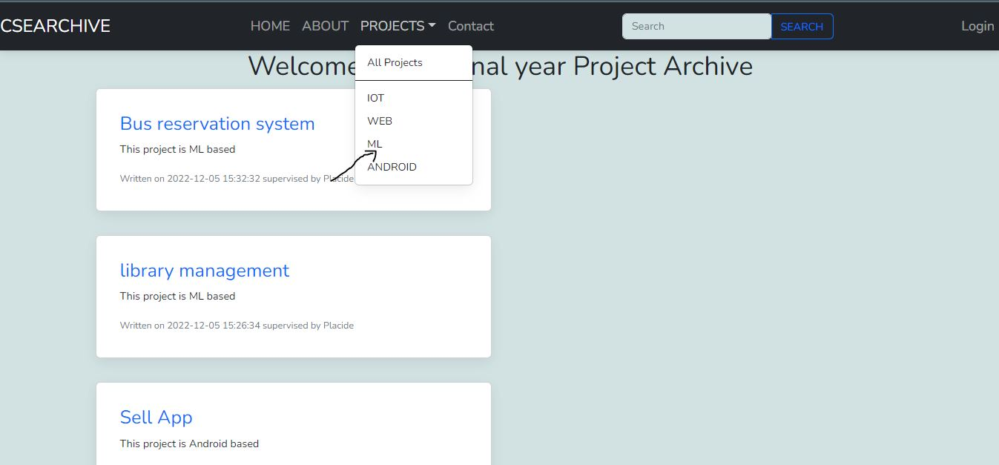 CSEARCHIVE HOME ABOUT PROJECTS Contact Search SEARCH Login
Welcome nal year Project Archive
All Projects
IOT
WEB
ML
ANDROID
Bus reservation system
This project is ML based
Written on 2022-12-05 15:32:32 supervised by Placide
library management
This project is ML based
Written on 2022-12-05 15:26:34 supervised by Placide
Sell App
This project is Android based